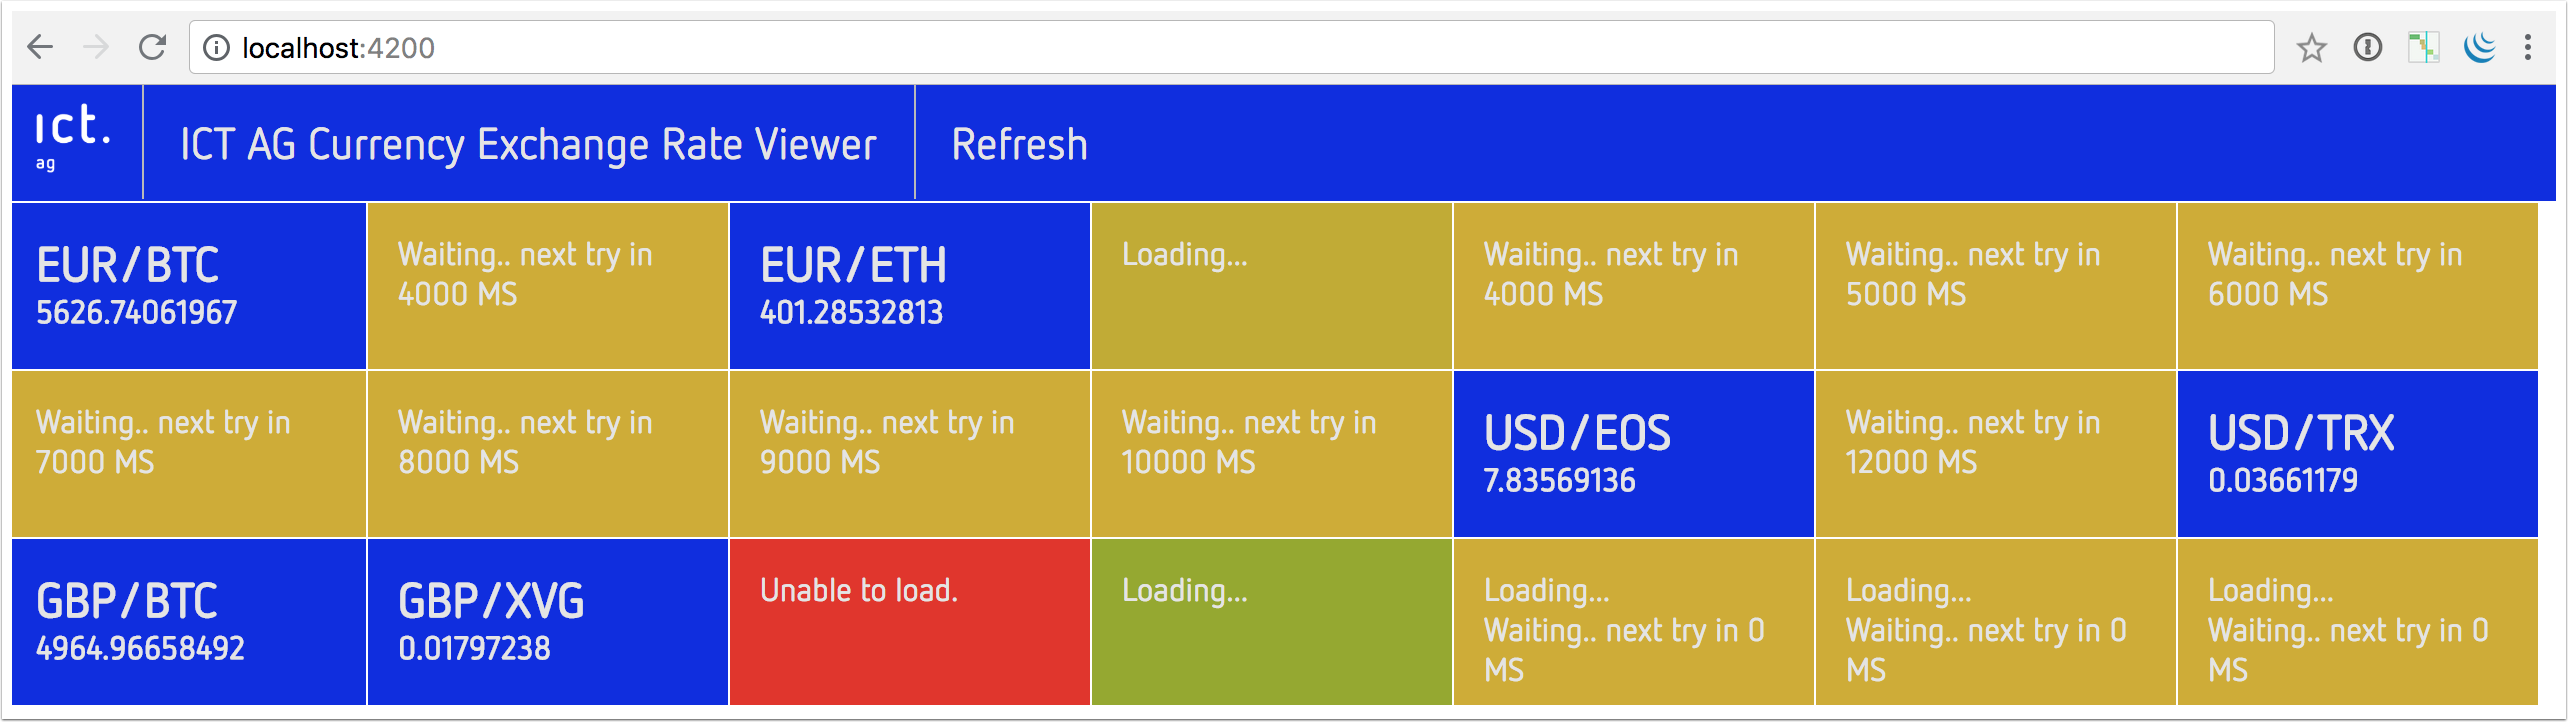 localhost:4200
ıct.
ag
ICT AG Currency Exchange Rate Viewer
Refresh
EUR/BTC
5626.74061967
Waiting.. next try in
4000 MS
EUR/ETH
401.28532813
Loading...
Waiting.. next try in
4000 MS
Waiting.. next try in
5000 MS
Waiting.. next try in
6000 MS
Waiting.. next try in
7000 MS
Waiting.. next try in
8000 MS
Waiting.. next try in
9000 MS
Waiting.. next try in
10000 MS
USD/EOS
7.83569136
Waiting.. next try in
12000 MS
USD/TRX
0.03661179
GBP/BTC
4964.96658492
GBP/XVG
0.01797238
Unable to load.
Loading...
Loading...
Waiting.. next try in 0
MS
Loading...
Waiting.. next try in 0
MS
Loading...
Waiting.. next try in 0
MS